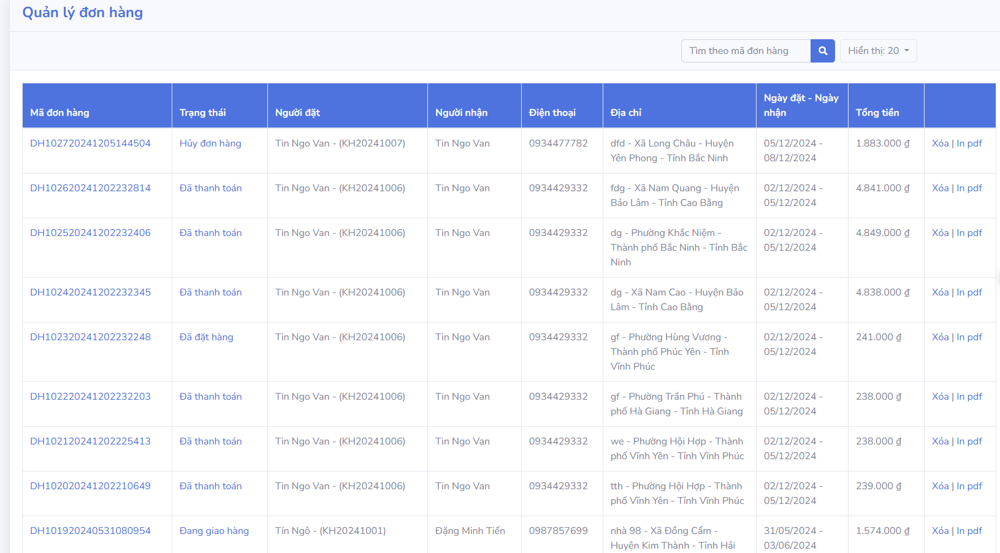 Quản lý đơn hàng
Tìm theo mã đơn hàng
Hiển thị: 20
Mã đơn hàng Trạng thái Người đặt Người nhận Điện thoại Địa chỉ Ngày đặt - Ngày nhận Tổng tiền
DH102720241205144504 Hủy đơn hàng Tin Ngo Van - (KH20241007) Tin Ngo Van 0934477782 dfd - Xã Long Châu - Huyện 05/12/2024 - 1.883.000 ₫ Xóa | In pdf
Yên Phong - Tỉnh Bắc Ninh 08/12/2024
DH102620241202232814 Đã thanh toán Tin Ngo Van - (KH20241006) Tin Ngo Van 0934429332 fdg - Xã Nam Quang - Huyện 02/12/2024 - 4.841.000 ₫ Xóa | In pdf
Bảo Lâm - Tỉnh Cao Bằng 05/12/2024
DH102520241202232406 Đã thanh toán Tin Ngo Van - (KH20241006) Tin Ngo Van 0934429332 dg - Phường Khắc Niệm - 02/12/2024 - 4.849.000 ₫ Xóa | In pdf
Thành phố Bắc Ninh - Tỉnh Bắc 05/12/2024
Ninh
DH102420241202232345 Đã thanh toán Tin Ngo Van - (KH20241006) Tin Ngo Van 0934429332 dg - Xã Nam Cao - Huyện Bảo 02/12/2024 - 4.838.000 ₫ Xóa | In pdf
Lâm - Tỉnh Cao Bằng 05/12/2024
DH102320241202232248 Đã đặt hàng Tin Ngo Van - (KH20241006) Tin Ngo Van 0934429332 gf - Phường Hùng Vương - 02/12/2024 - 241.000 ₫ Xóa | In pdf
Thành phố Phúc Yên - Tỉnh 05/12/2024
Vĩnh Phúc
DH102220241202232203 Đã thanh toán Tin Ngo Van - (KH20241006) Tin Ngo Van 0934429332 gf - Phường Trần Phú - Thành 02/12/2024 - 238.000 ₫ Xóa | In pdf
phố Hà Giang - Tỉnh Hà Giang 05/12/2024
DH102120241202225413 Đã thanh toán Tin Ngo Van - (KH20241006) Tin Ngo Van 0934429332 we - Phường Hội Hợp - Thành 02/12/2024 - 238.000 ₫ Xóa | In pdf
phố Vĩnh Yên - Tỉnh Vĩnh Phúc 05/12/2024
DH102020241202210649 Đã thanh toán Tin Ngo Van - (KH20241006) Tin Ngo Van 0934429332 tth - Phường Hội Hợp - Thành 02/12/2024 - 239.000 ₫ Xóa | In pdf
phố Vĩnh Yên - Tỉnh Vĩnh Phúc 05/12/2024
DH101920240531080954 Đang giao hàng Tín Ngô - (KH20241001) Đặng Minh Tiến 0987857699 nhà 98 - Xã Đồng Cẩm - 31/05/2024 - 1.574.000 ₫ Xóa | In pdf
Huyện Kim Thành - Tỉnh Hải 03/06/2024